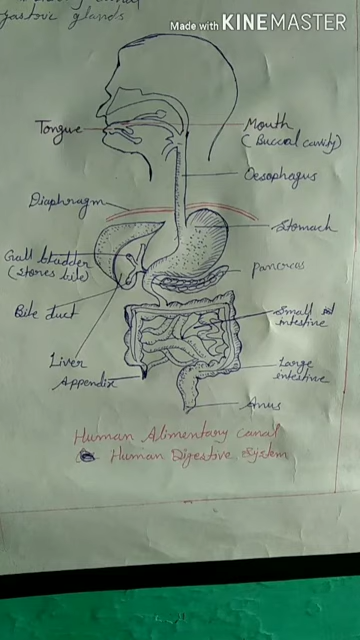 gastric glands
Made with KINEMASTER
Tongue
Mouth
(Buccal cavity)
Oesophagus
Diaphragm
Stomach
Gall bladder
(stores bile)
Pancreas
Bile duct
Small
intestine
Liver
Large
intestine
Appendix
Anus
Human Alimentary canal
Human Digestive System